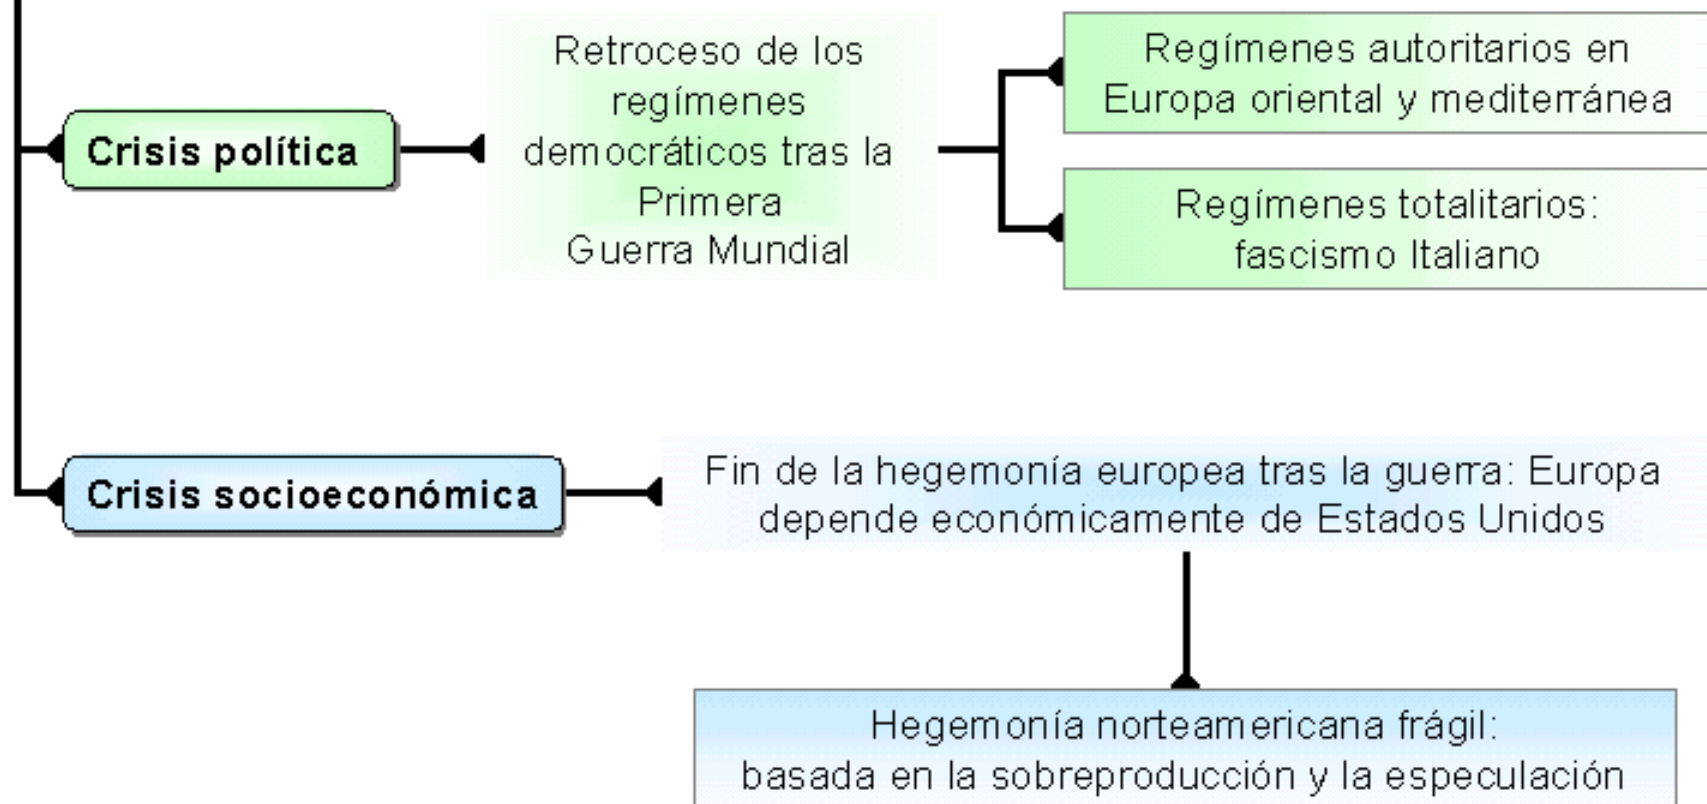 Crisis política
Retroceso de los
regímenes
democráticos tras la
Primera
Guerra Mundial
Regímenes autoritarios en
Europa oriental y mediterránea
Regímenes totalitarios:
fascismo Italiano
Crisis socioeconómica
Fin de la hegemonía europea tras la guerra: Europa
depende económicamente de Estados Unidos
Hegemonía norteamericana frágil:
basada en la sobreproducción y la especulación